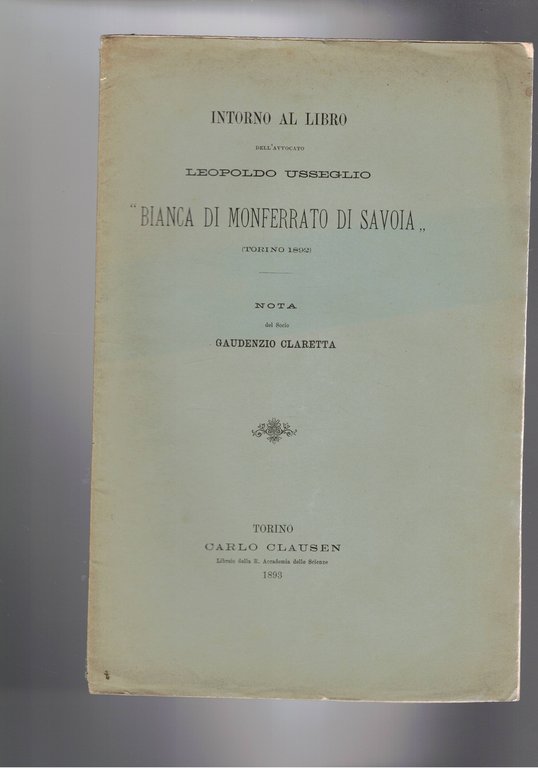 INTORNO AL LIBRO
DELL'AVVOCATO
LEOPOLDO USSEGLIO
“BIANCA DI MONFERRATO DI SAVOIA„
(TORINO 1892)
NOTA
del Socio
GAUDENZIO CLARETTA
TORINO
CARLO CLAUSEN
Libraio della R. Accademia delle Scienze
1893